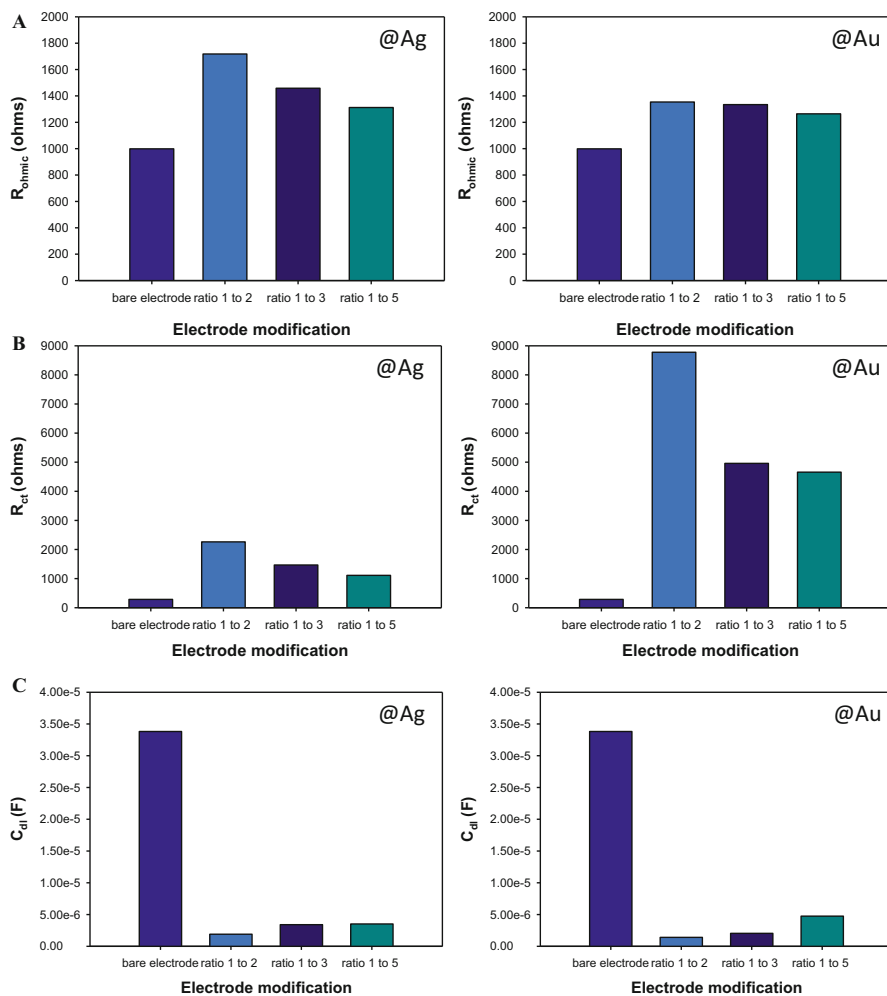 A
@Ag
2000
1800
1600
1400
1200
1000
800
600
400
200
0
R_ohmic (ohms)
bare electrode ratio 1 to 2 ratio 1 to 3 ratio 1 to 5
Electrode modification
@Au
2000
1800
1600
1400
1200
1000
800
600
400
200
0
R_ohmic (ohms)
bare electrode ratio 1 to 2 ratio 1 to 3 ratio 1 to 5
Electrode modification
B
@Ag
9000
8000
7000
6000
5000
4000
3000
2000
1000
0
R_ct (ohms)
bare electrode ratio 1 to 2 ratio 1 to 3 ratio 1 to 5
Electrode modification
@Au
9000
8000
7000
6000
5000
4000
3000
2000
1000
0
R_ct (ohms)
bare electrode ratio 1 to 2 ratio 1 to 3 ratio 1 to 5
Electrode modification
C
@Ag
4.00e-5
3.50e-5
3.00e-5
2.50e-5
2.00e-5
1.50e-5
1.00e-5
5.00e-6
0.00
C_dl (F)
bare electrode ratio 1 to 2 ratio 1 to 3 ratio 1 to 5
Electrode modification
@Au
4.00e-5
3.50e-5
3.00e-5
2.50e-5
2.00e-5
1.50e-5
1.00e-5
5.00e-6
0.00
C_dl (F)
bare electrode ratio 1 to 2 ratio 1 to 3 ratio 1 to 5
Electrode modification